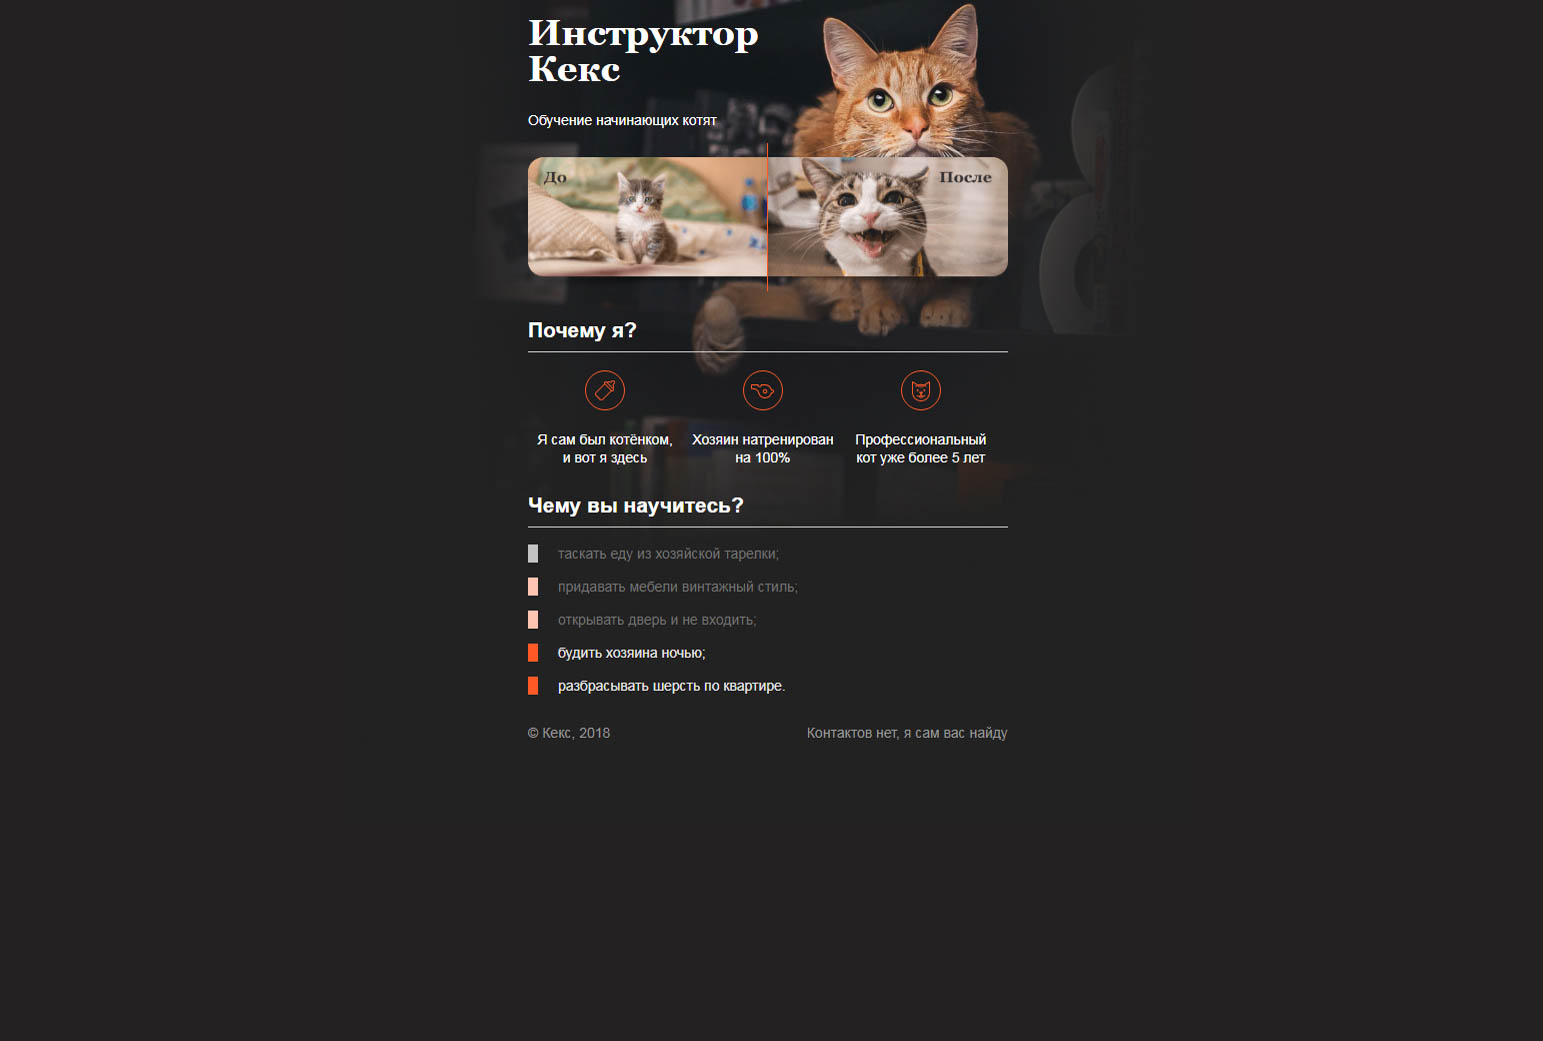 Инструктор
Кекс
Обучение начинающих котят
До
После
Почему я?
Я сам был котёнком,
и вот я здесь
Хозяин натренирован
на 100%
Профессиональный
кот уже более 5 лет
Чему вы научитесь?
таскать еду из хозяйской тарелки;
придавать мебели винтажный стиль;
открывать дверь и не входить;
будить хозяина ночью;
разбрасывать шерсть по квартире.
© Кекс, 2018
Контактов нет, я сам вас найду